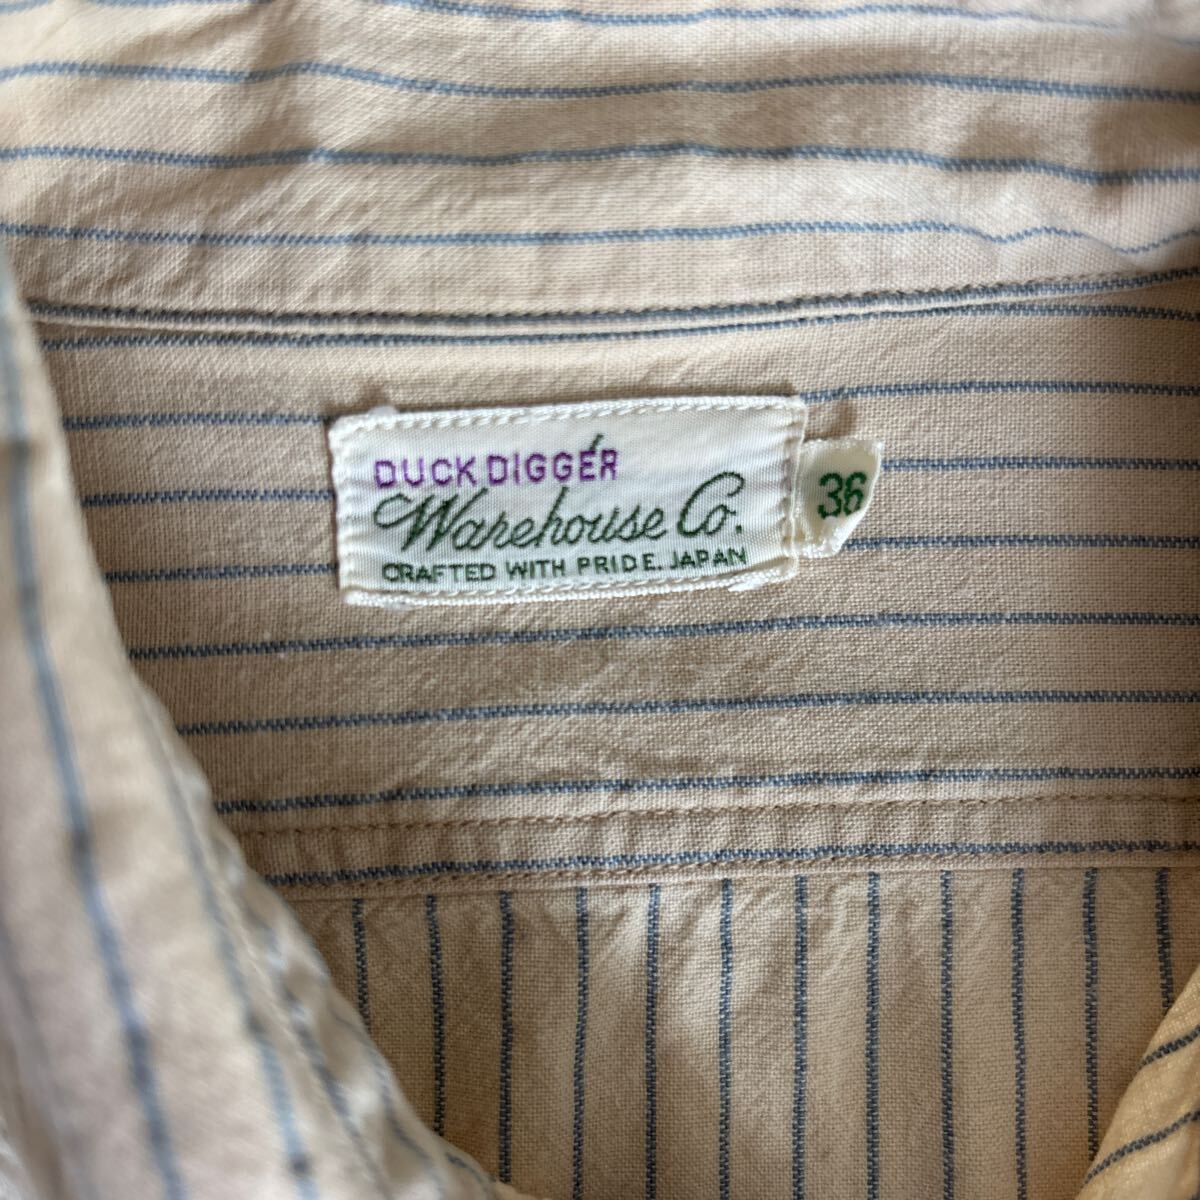 DUCK DIGGER
Warehouse Co.
CRAFTED WITH PRIDE. JAPAN
36